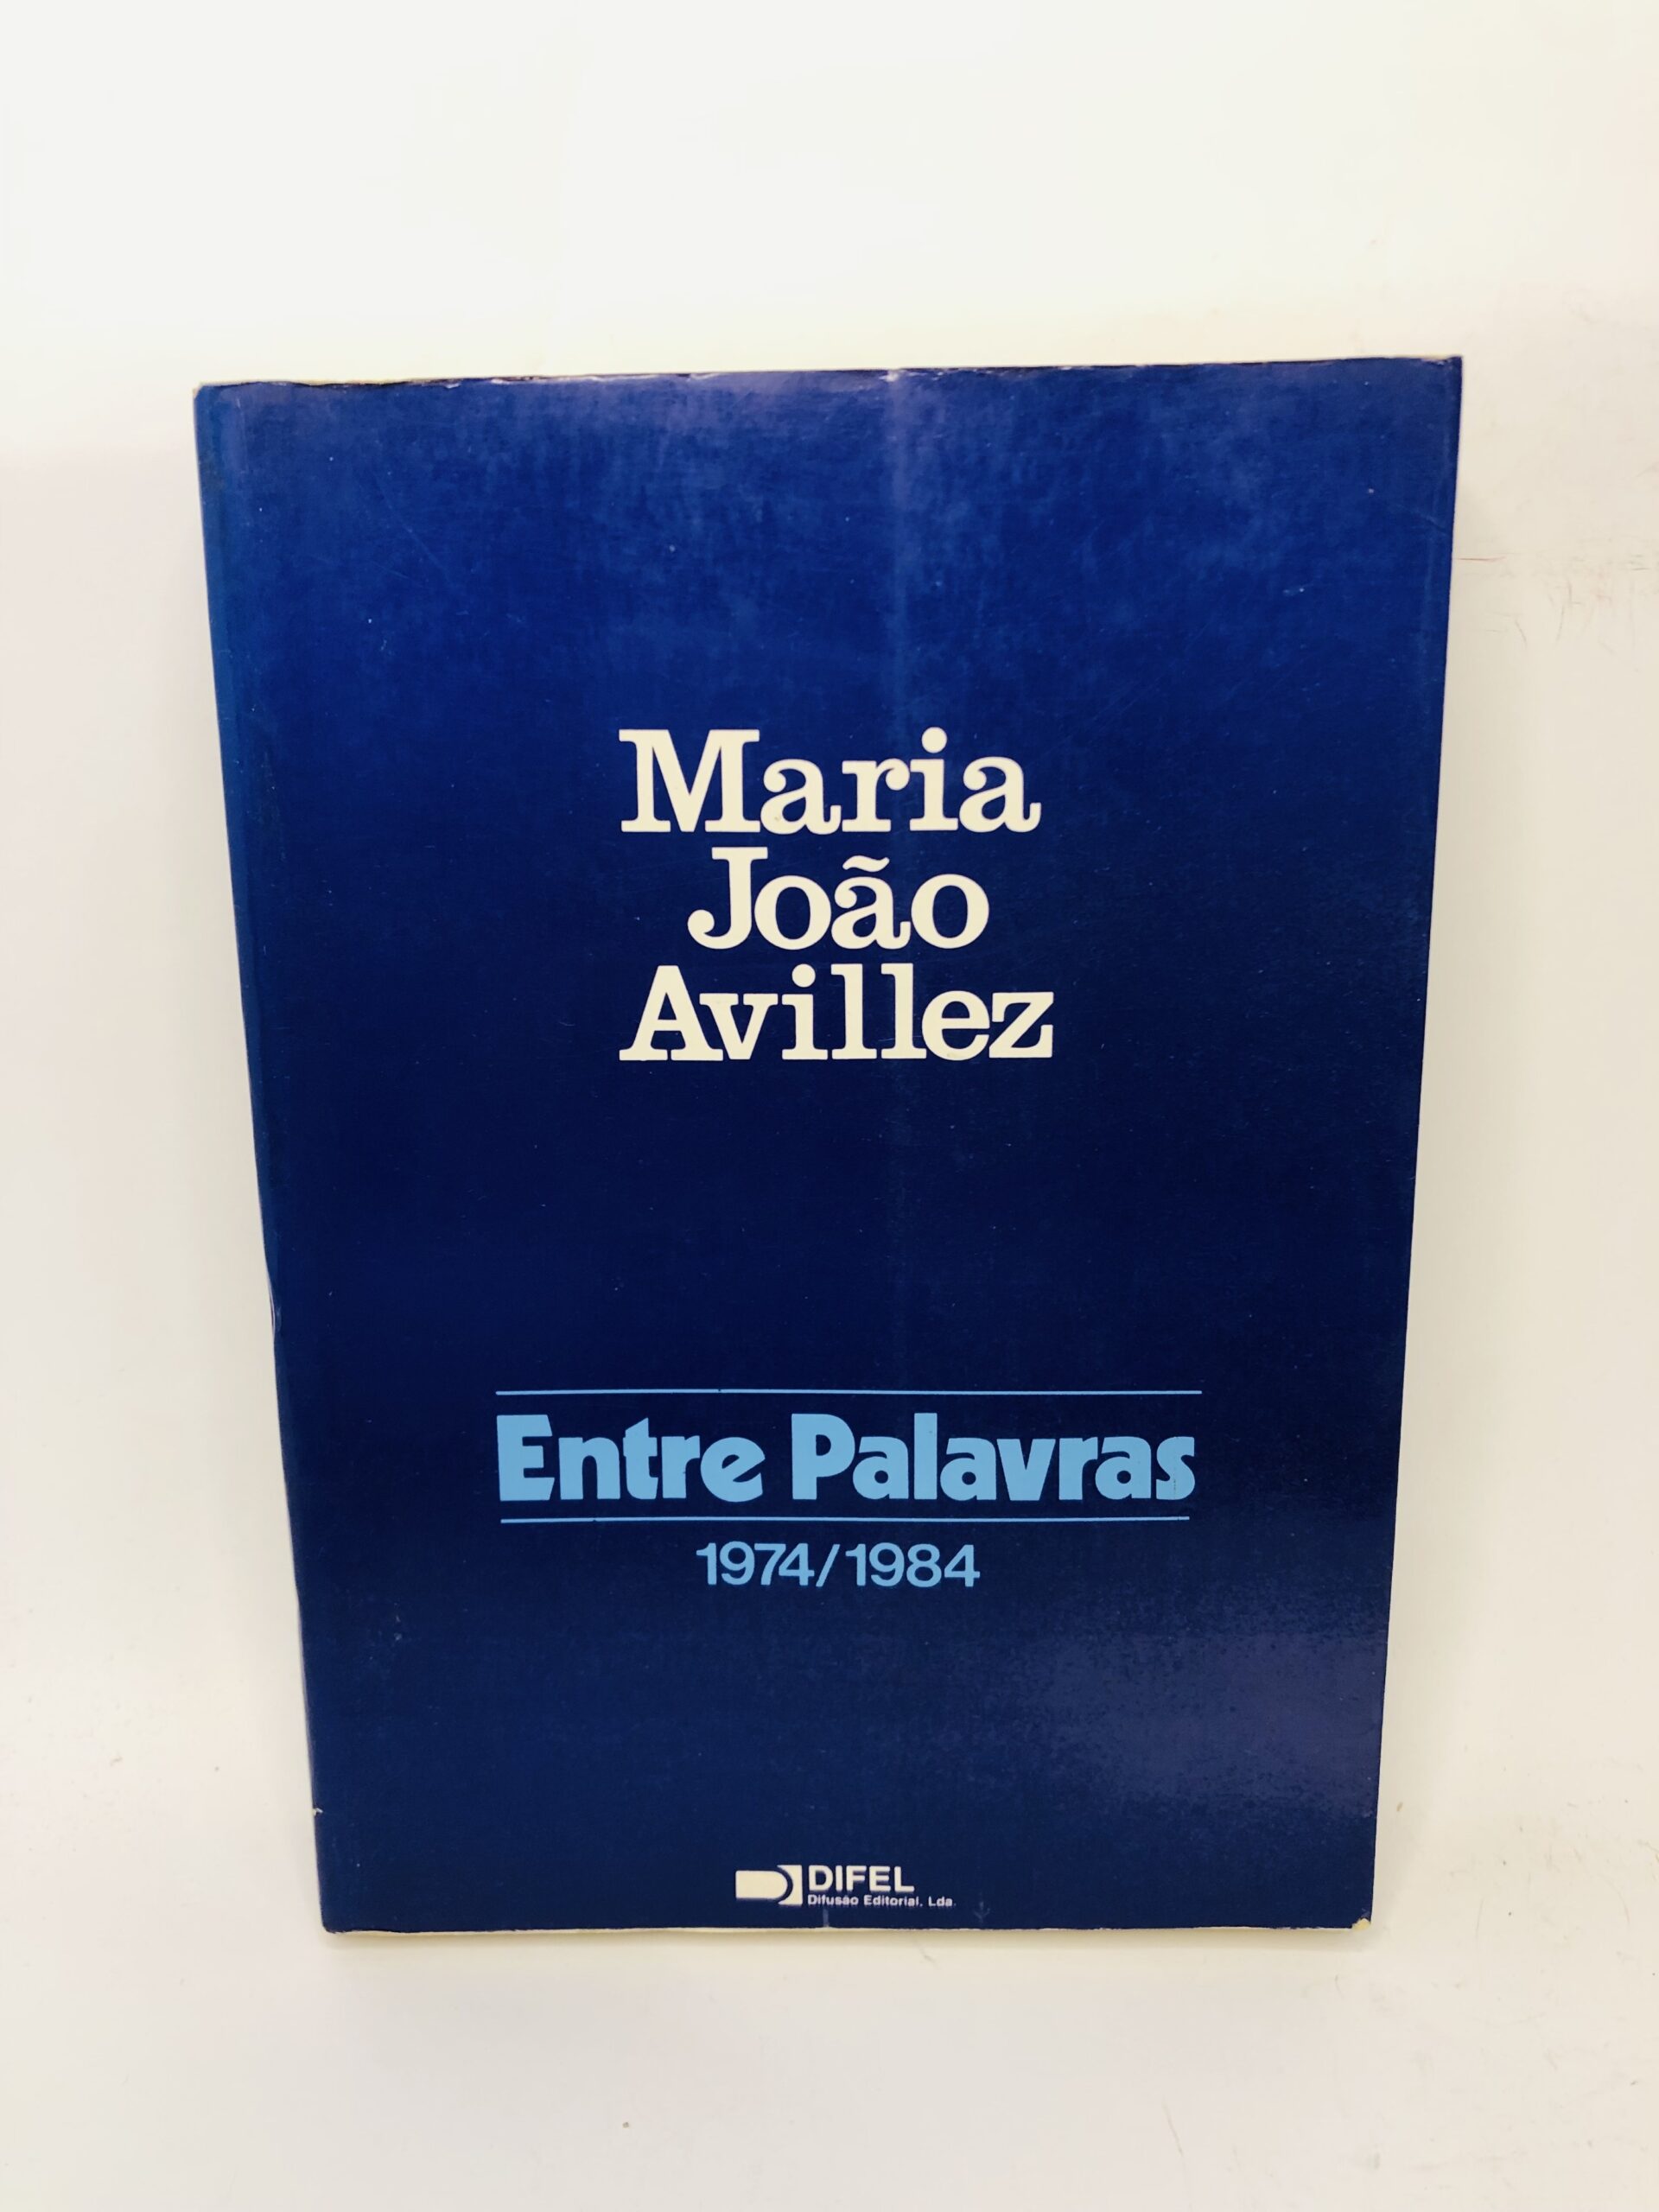 Maria
João
Avillez
Entre Palavras
1974/1984
DIFEL
Difusão Editorial, Lda.